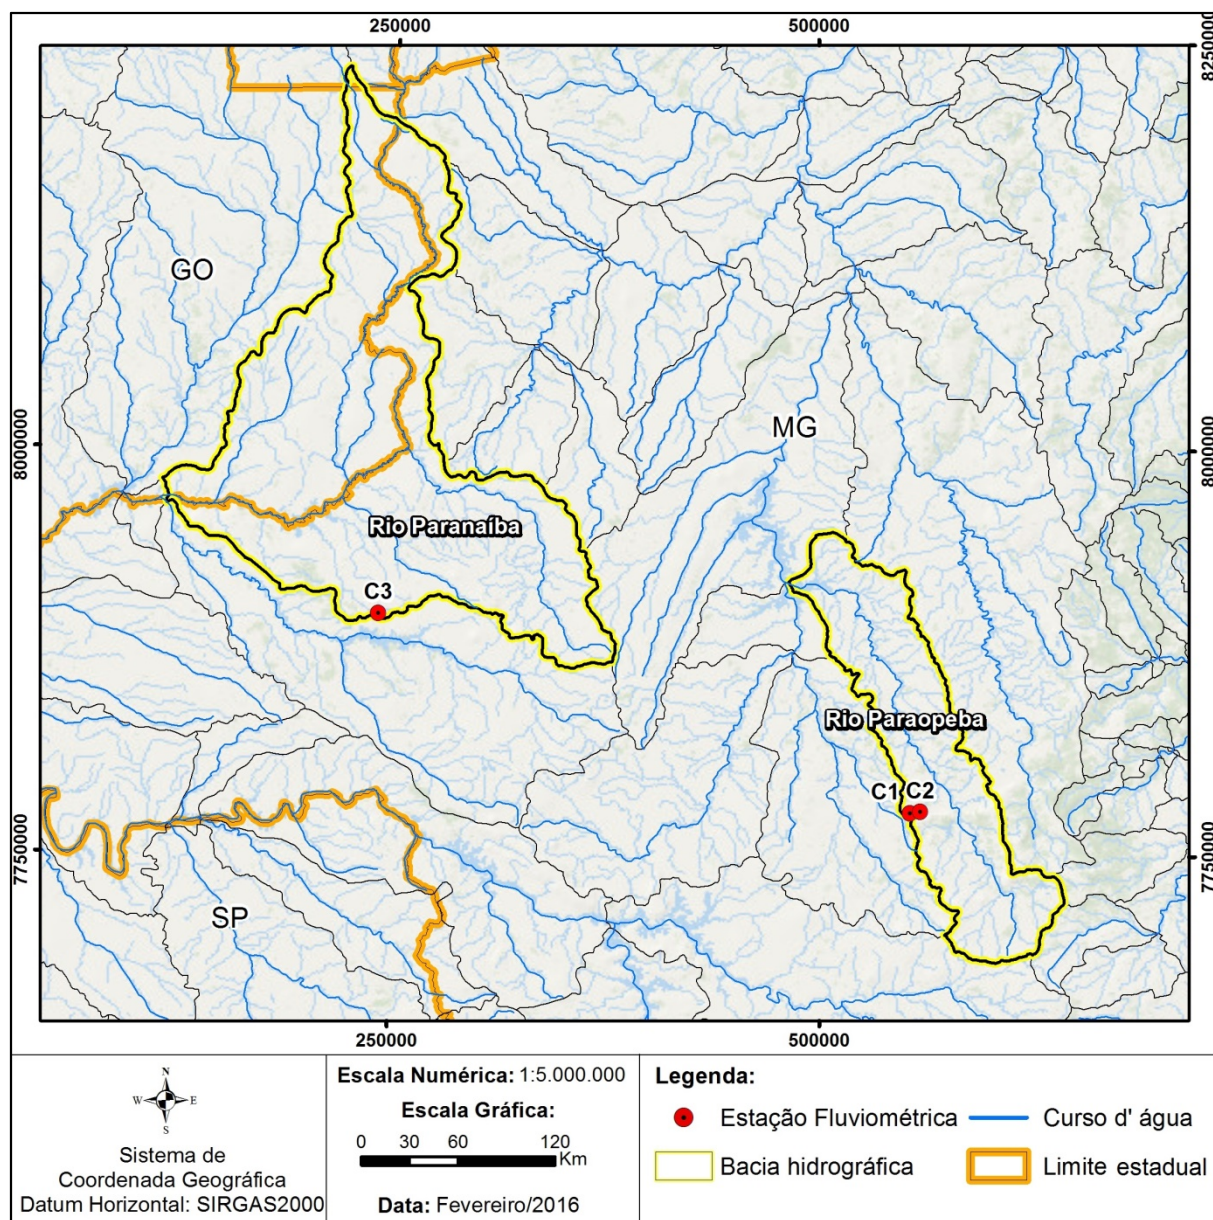 250000
500000
8250000
GO
MG
8000000
8000000
Rio Paranaíba
C3
Rio Paraopeba
C1 C2
7750000
7750000
SP
250000
500000
N
W E
S
Sistema de
Coordenada Geográfica
Datum Horizontal: SIRGAS2000
Escala Numérica: 1:5.000.000
Escala Gráfica:
0 30 60 120
Km
Data: Fevereiro/2016
Legenda:
Estação Fluviométrica
Curso d' água
Bacia hidrográfica
Limite estadual